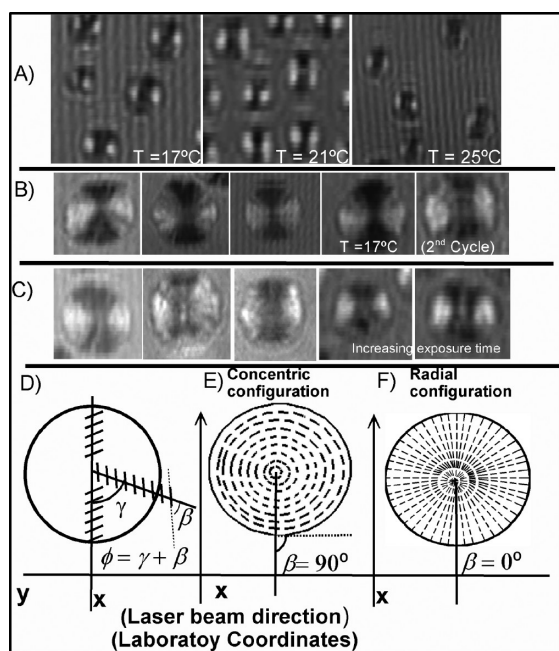 A)
T =17ºC
T = 21ºC
T = 25ºC
B)
T =17ºC
(2nd Cycle)
C)
Increasing exposure time
D)
E)
Concentric configuration
F)
Radial configuration
γ
β
ϕ = γ + β
β = 90º
β = 0º
y
x
x
x
(Laser beam direction)
(Laboratoy Coordinates)